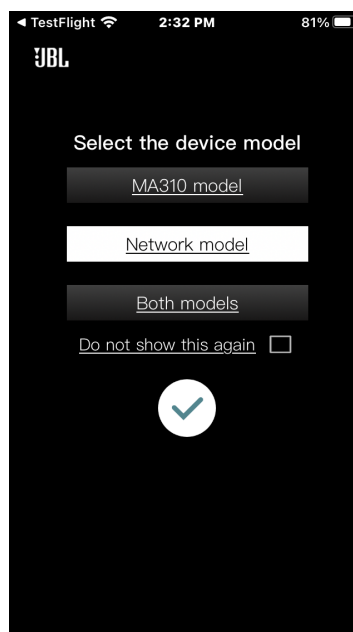 ◀ TestFlight 2:32 PM 81%
JBL
Select the device model
MA310 model
Network model
Both models
Do not show this again